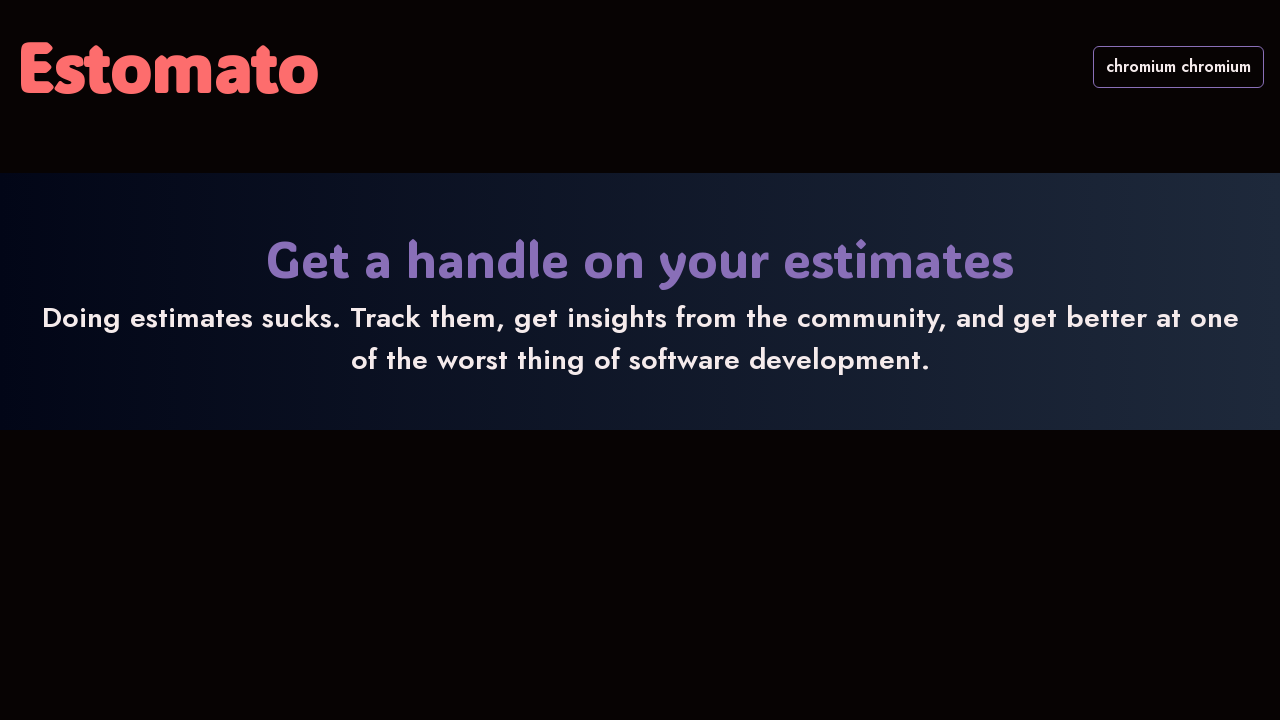 Estomato
chromium chromium
Get a handle on your estimates
Doing estimates sucks. Track them, get insights from the community, and get better at one
of the worst thing of software development.